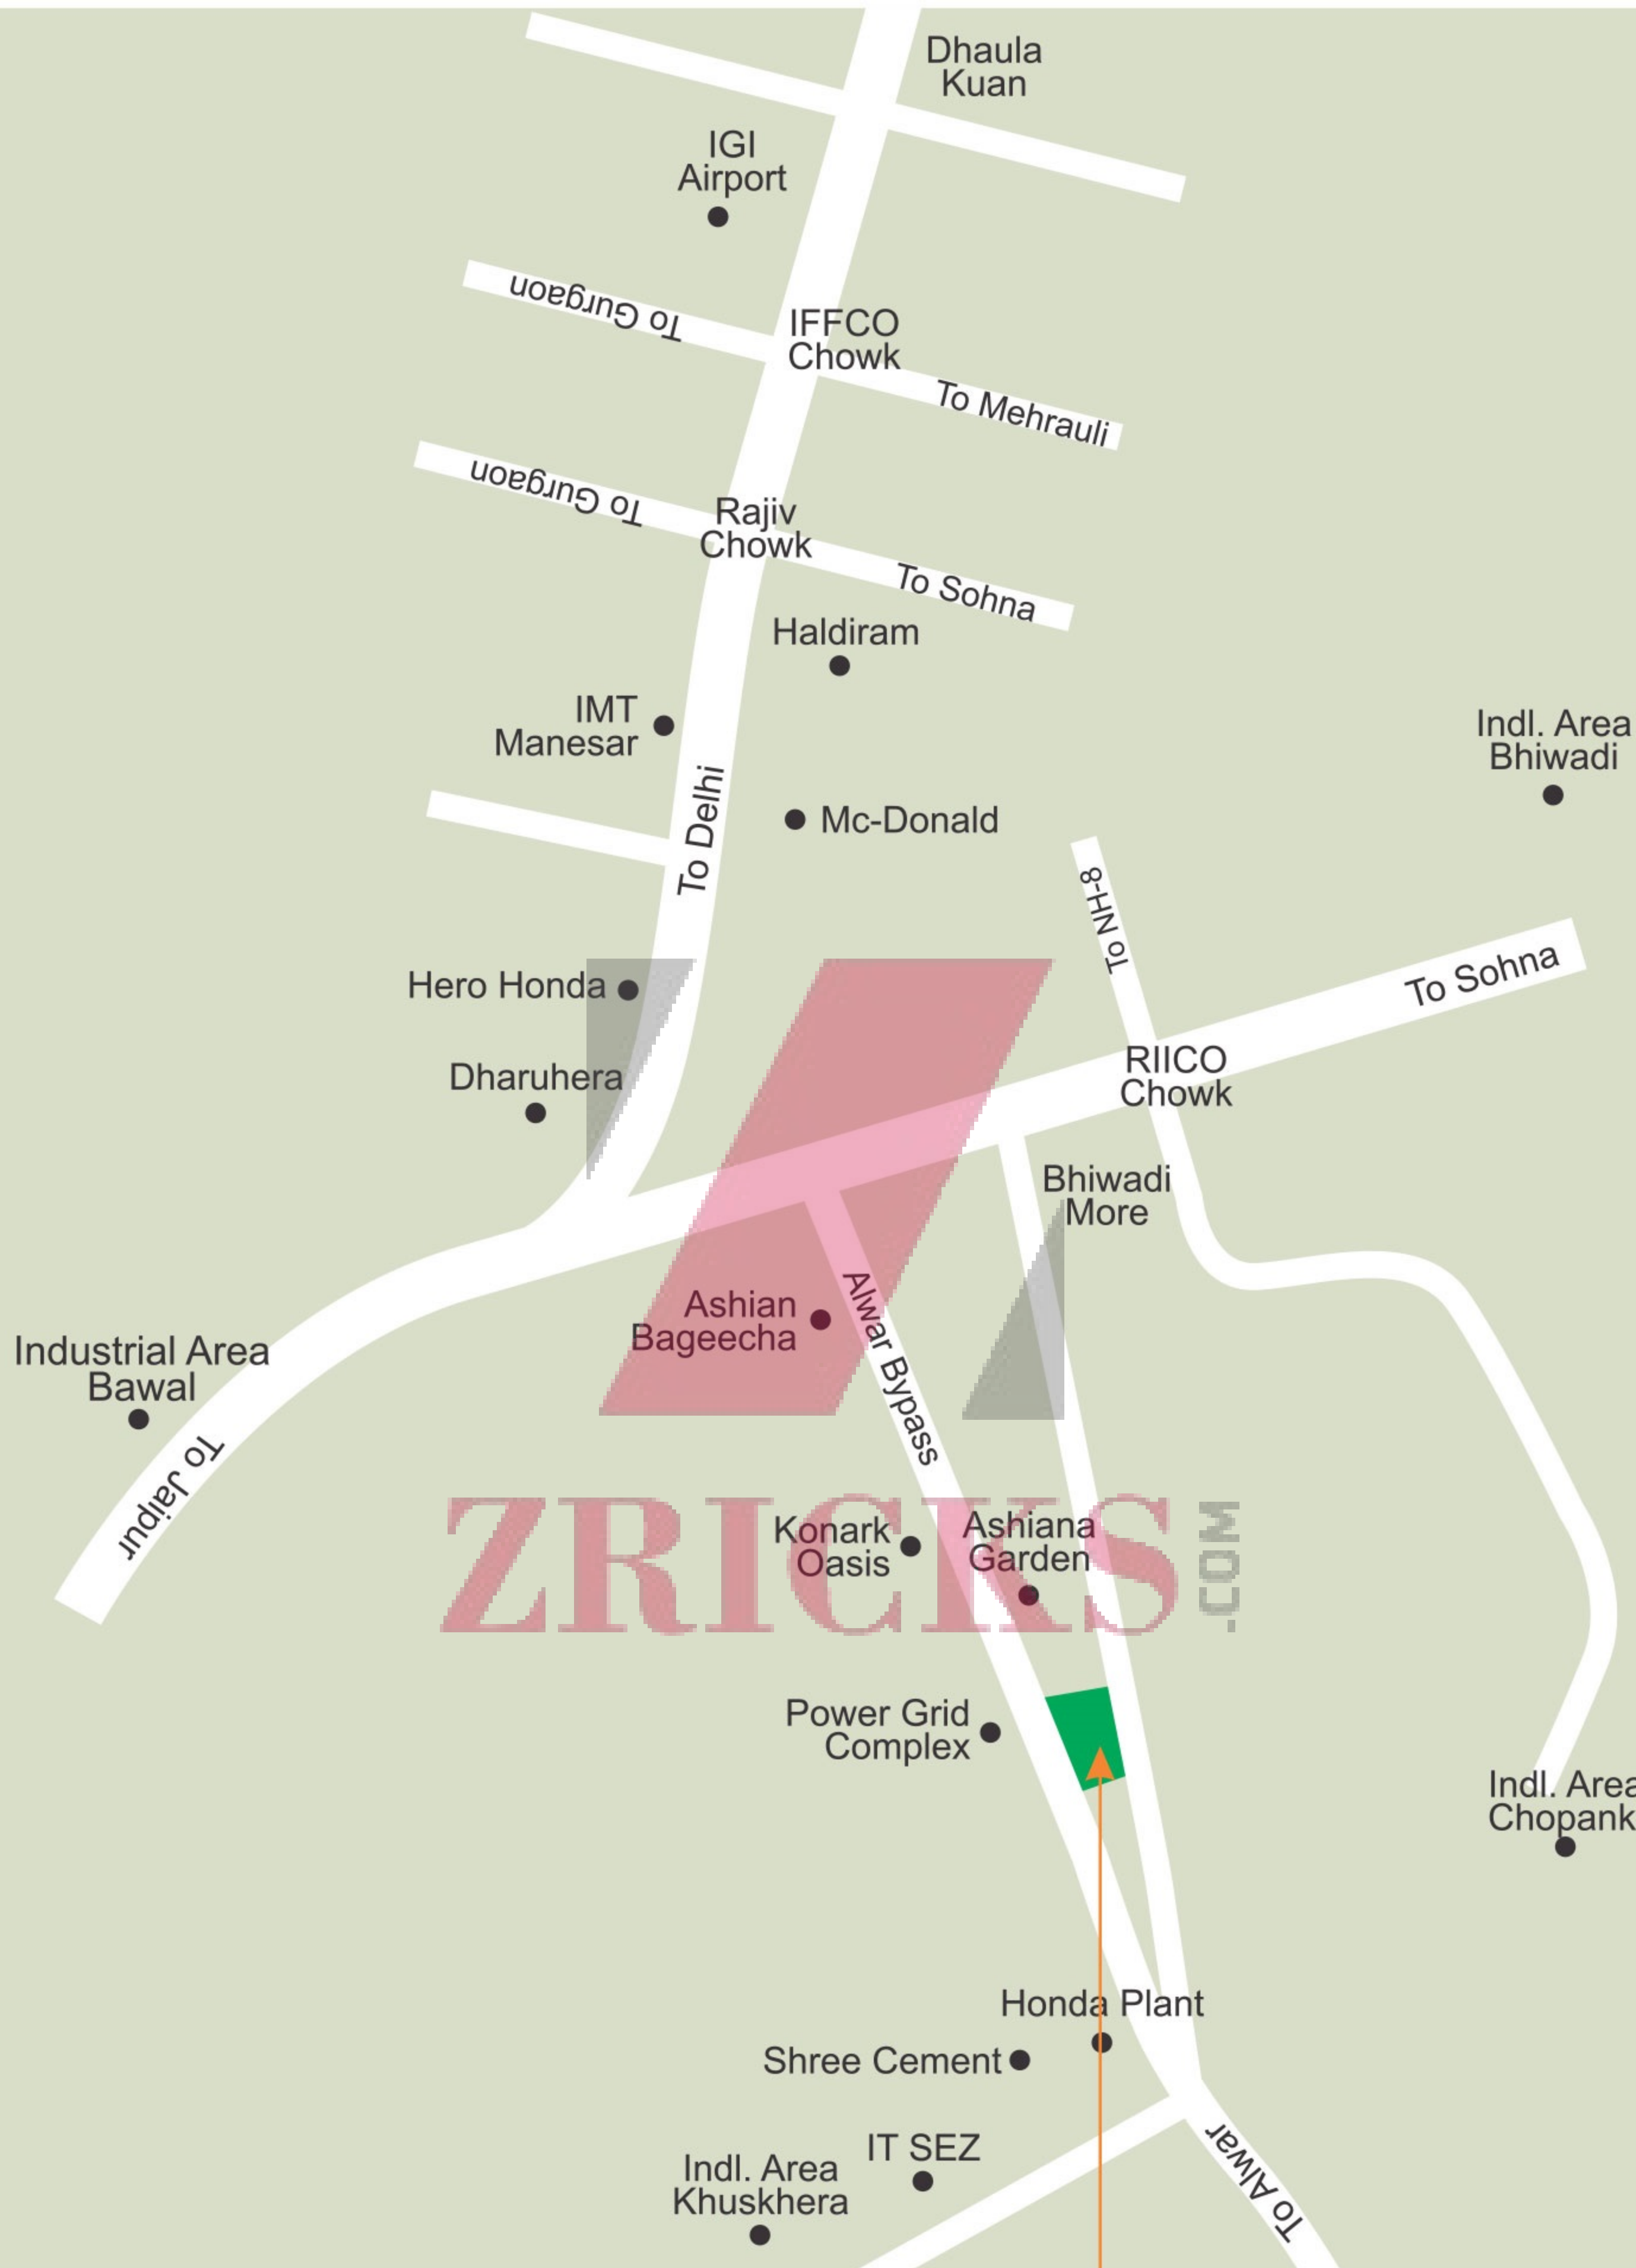 Dhaula
Kuan
IGI
Airport
To Gurgaon
IFFCO
Chowk
To Mehrauli
To Gurgaon
Rajiv
Chowk
To Sohna
Haldiram
IMT
Manesar
Indl. Area
Bhiwadi
To Delhi
Mc-Donald
To NH-8
To Sohna
Hero Honda
RIICO
Chowk
Dharuhera
Bhiwadi
More
Ashian
Bageecha
Alwar Bypass
Industrial Area
Bawal
To Jaipur
Konark
Oasis
Ashiana
Garden
ZRICKS
.COM
Power Grid
Complex
Indl. Area
Chopank
Honda Plant
Shree Cement
IT SEZ
Indl. Area
Khuskhera
To Alwar